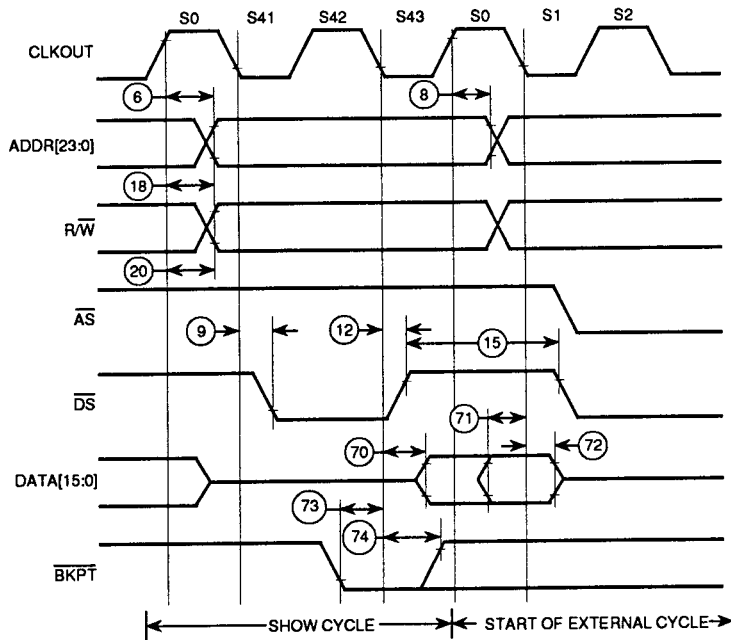 S0 S41 S42 S43 S0 S1 S2
CLKOUT
6 8
ADDR[23:0]
18
R/W
20
AS
9 12 15
DS
71
70 72
DATA[15:0]
73
74
BKPT
SHOW CYCLE START OF EXTERNAL CYCLE